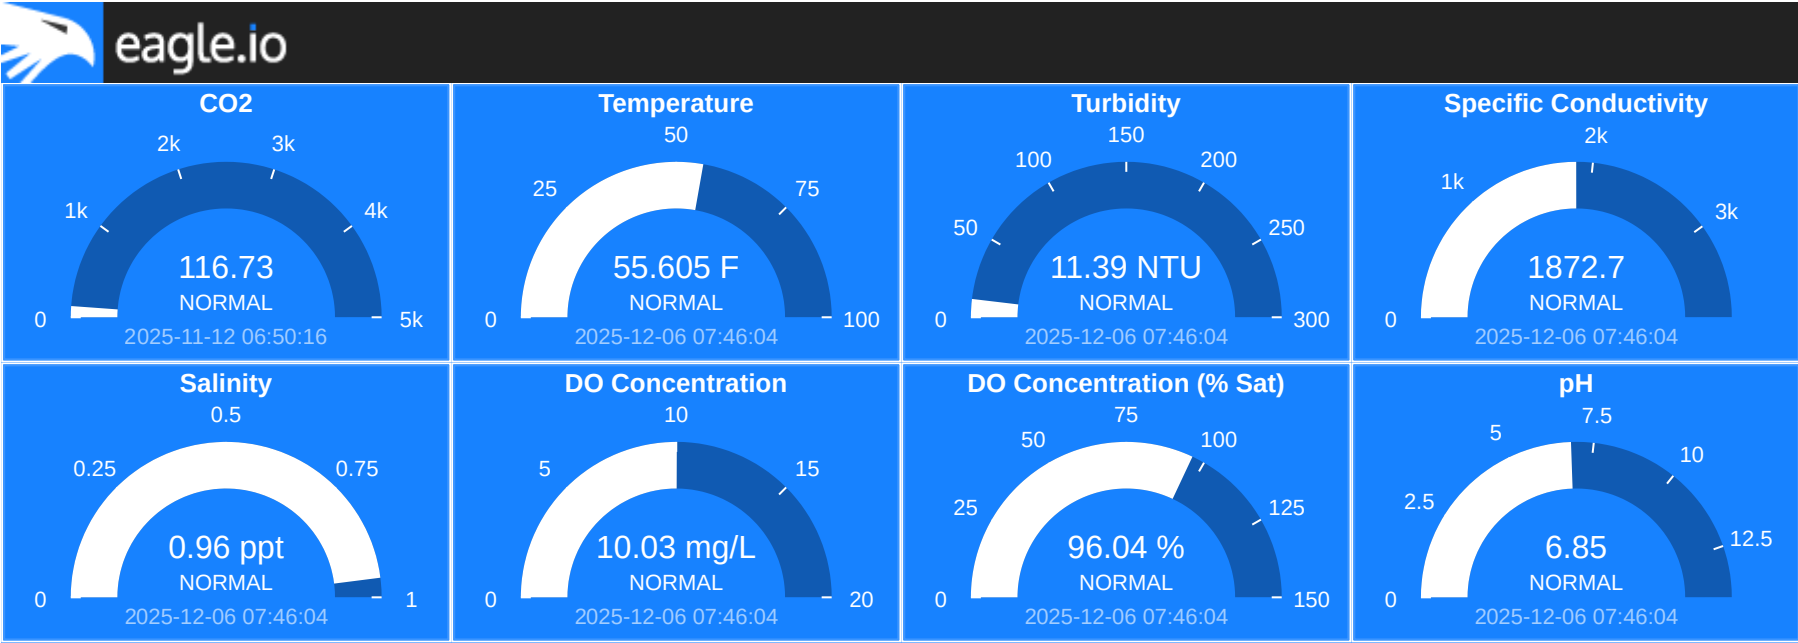 eagle.io
CO2
2k
3k
1k
4k
116.73
NORMAL
0
5k
2025-11-12 06:50:16
Temperature
50
25
75
55.605 F
NORMAL
0
100
2025-12-06 07:46:04
Turbidity
150
100
200
50
250
11.39 NTU
NORMAL
0
300
2025-12-06 07:46:04
Specific Conductivity
2k
1k
3k
1872.7
NORMAL
0
2025-12-06 07:46:04
Salinity
0.5
0.25
0.75
0.96 ppt
NORMAL
0
1
2025-12-06 07:46:04
DO Concentration
10
5
15
10.03 mg/L
NORMAL
0
20
2025-12-06 07:46:04
DO Concentration (% Sat)
75
50
100
25
125
96.04 %
NORMAL
0
150
2025-12-06 07:46:04
pH
7.5
5
10
2.5
12.5
6.85
NORMAL
0
2025-12-06 07:46:04